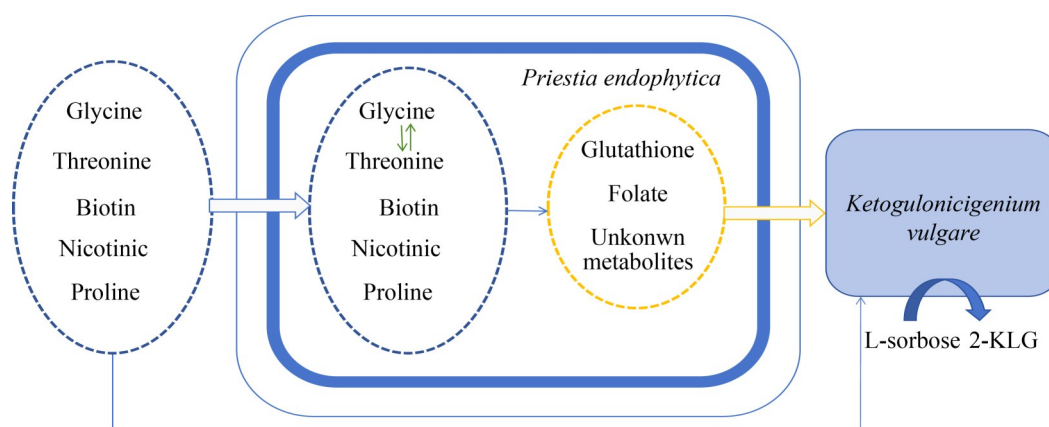 Glycine
Threonine
Biotin
Nicotinic
Proline
Priestia endophytica
Glycine
Threonine
Biotin
Nicotinic
Proline
Glutathione
Folate
Unkonwn
metabolites
Ketogulonicigenium
vulgare
L-sorbose 2-KLG